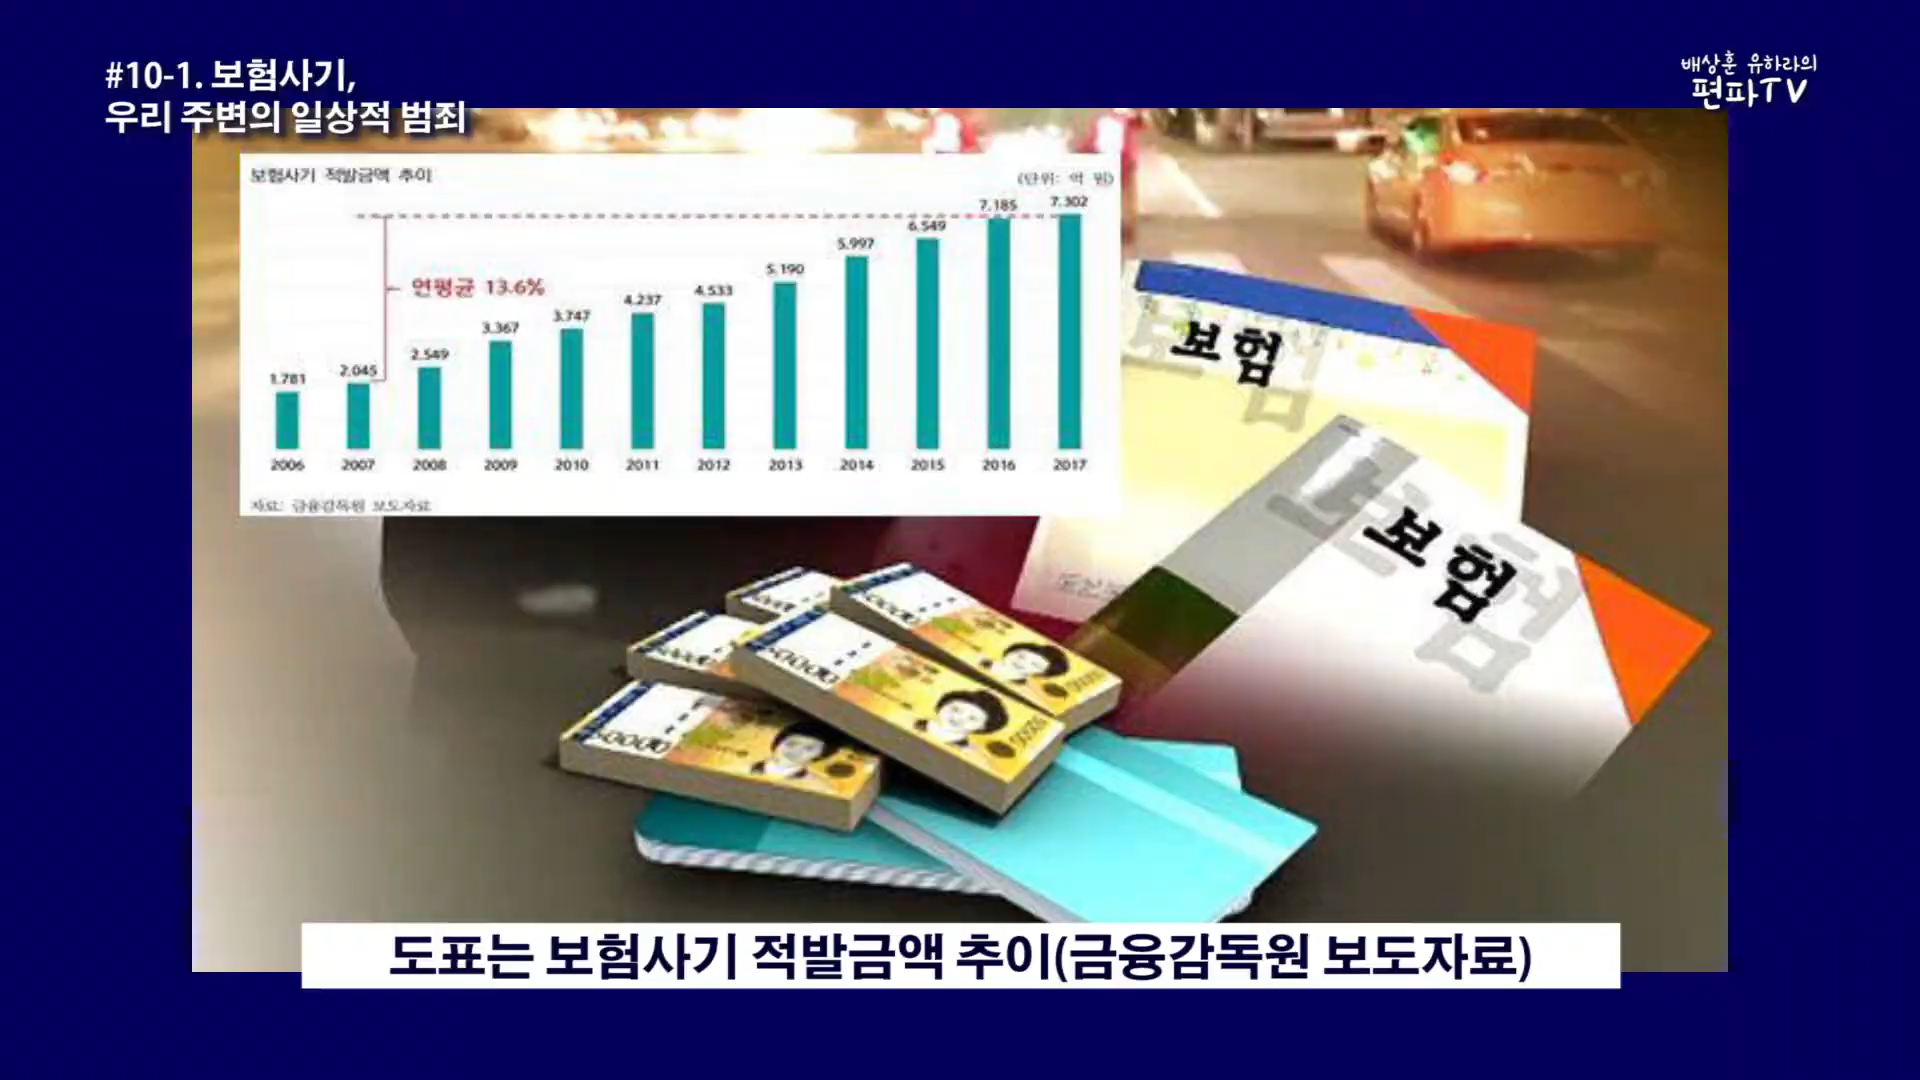 #10-1. 보험사기,
우리 주변의 일상적 범죄
배상훈 유하라의
편파TV
보험사기 적발금액 추이
(단위: 억 원)
7.185 7.302
6.549
5.997
5.190
연평균 13.6%
4.533
4.237
3.747
3.367
2.549
2.045
1.781
2006 2007 2008 2009 2010 2011 2012 2013 2014 2015 2016 2017
자료: 금융감독원 보도자료
보험
보험
도표는 보험사기 적발금액 추이(금융감독원 보도자료)